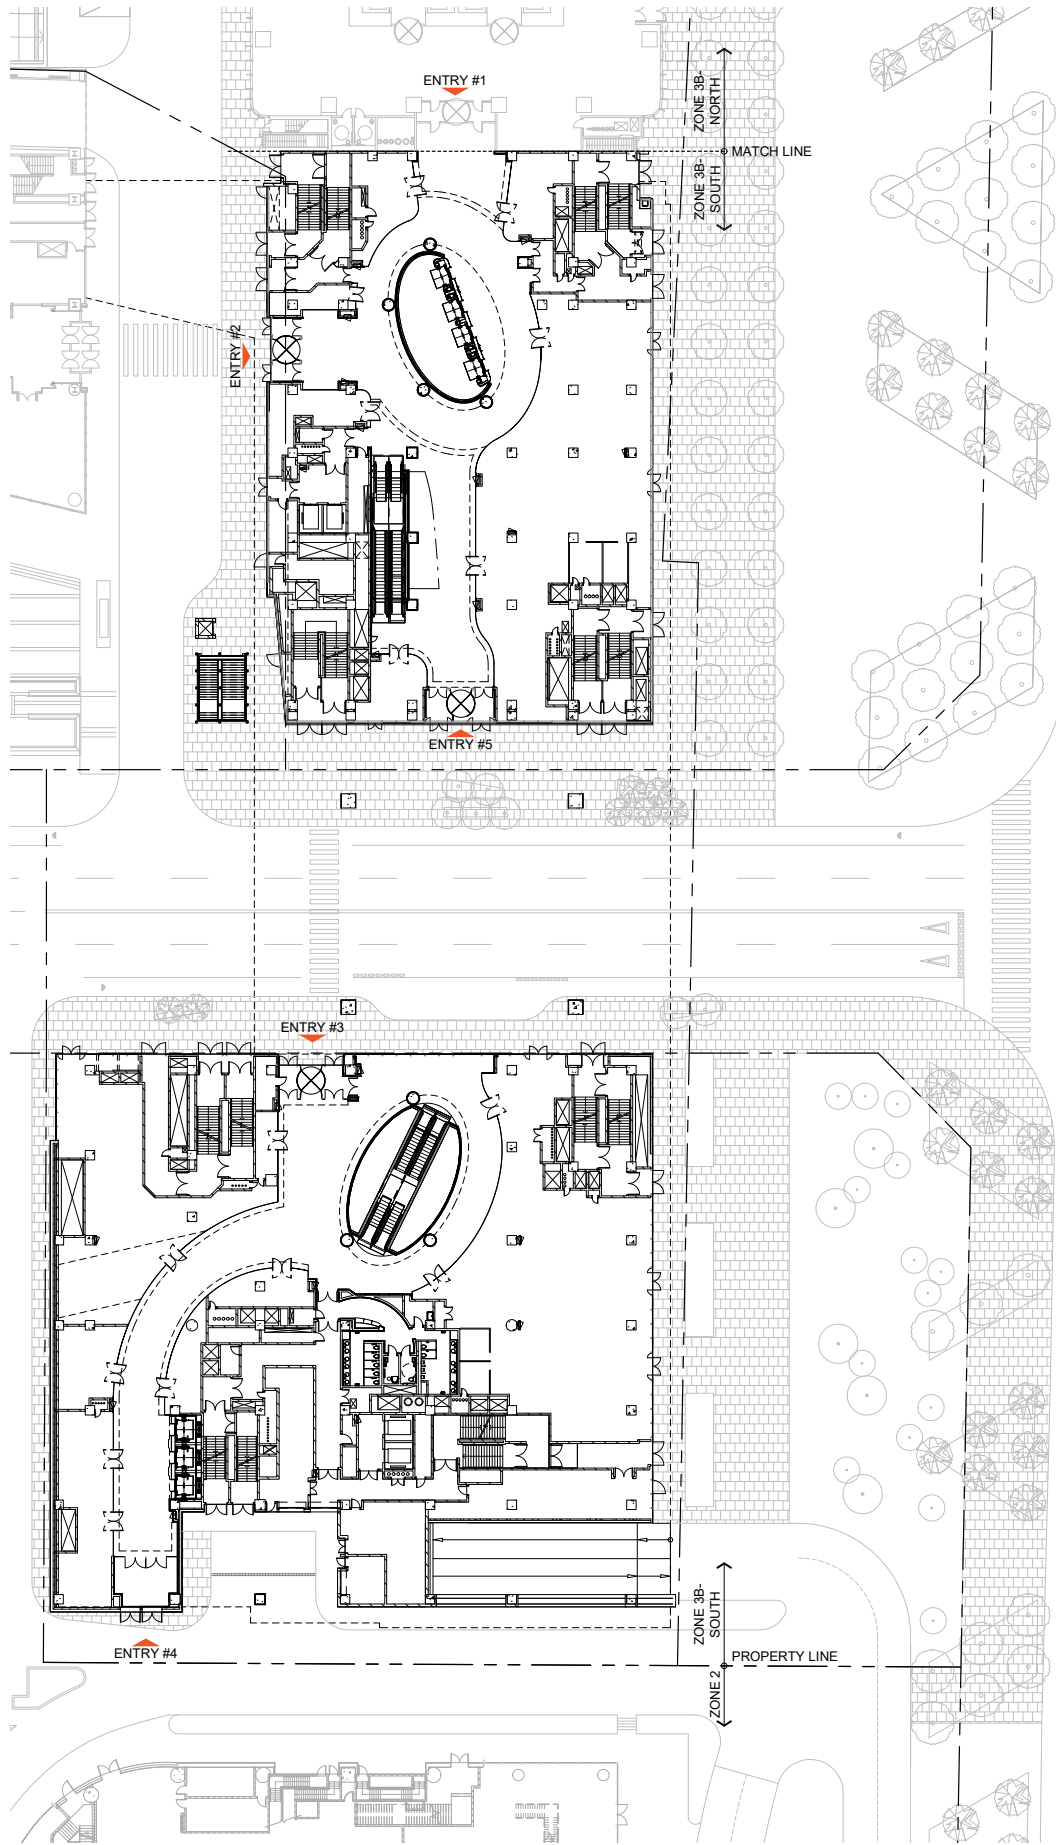 ENTRY #1
ZONE 3B-
NORTH
MATCH LINE
ZONE 3B-
SOUTH
ENTRY #2
ENTRY #5
ENTRY #3
ZONE 3B-
SOUTH
ENTRY #4
PROPERTY LINE
ZONE 2